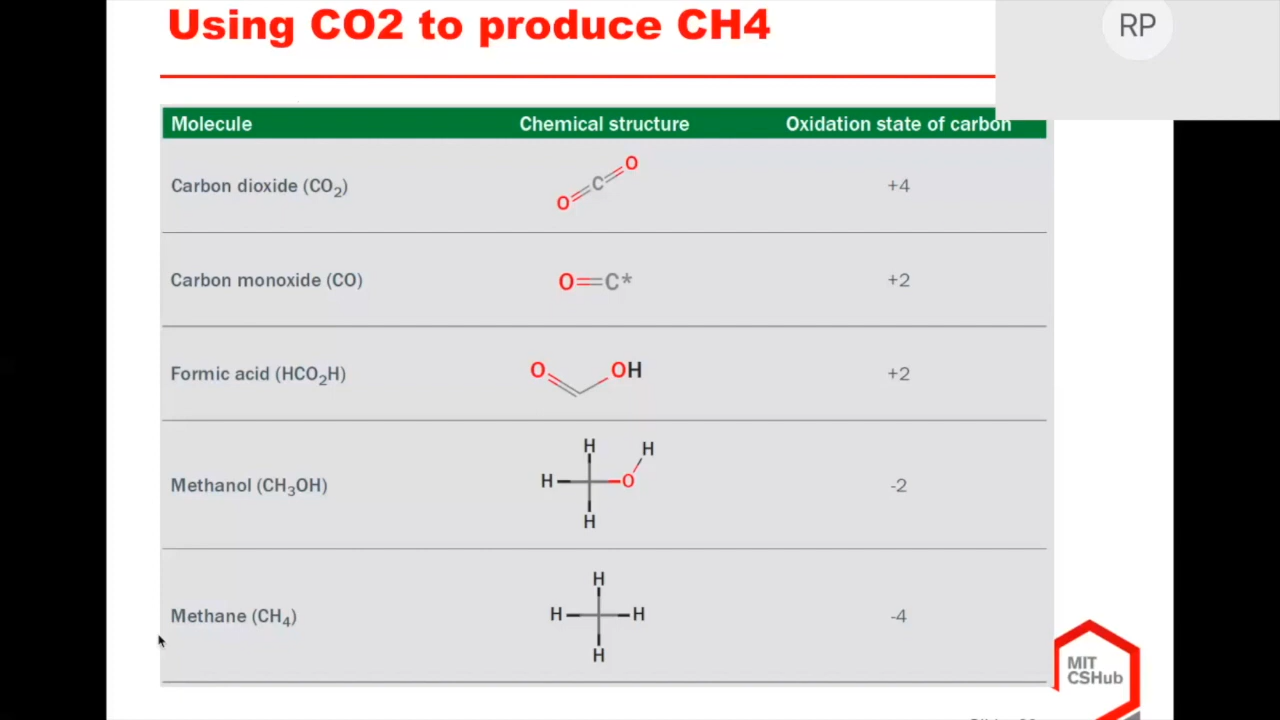 Using CO2 to produce CH4
RP
Molecule Chemical structure Oxidation state of carbon
Carbon dioxide (CO₂) O C O +4
Carbon monoxide (CO) O C* +2
Formic acid (HCO₂H) O OH +2
Methanol (CH₃OH) H H H O H -2
Methane (CH₄) H H H H -4
MIT
CSHub